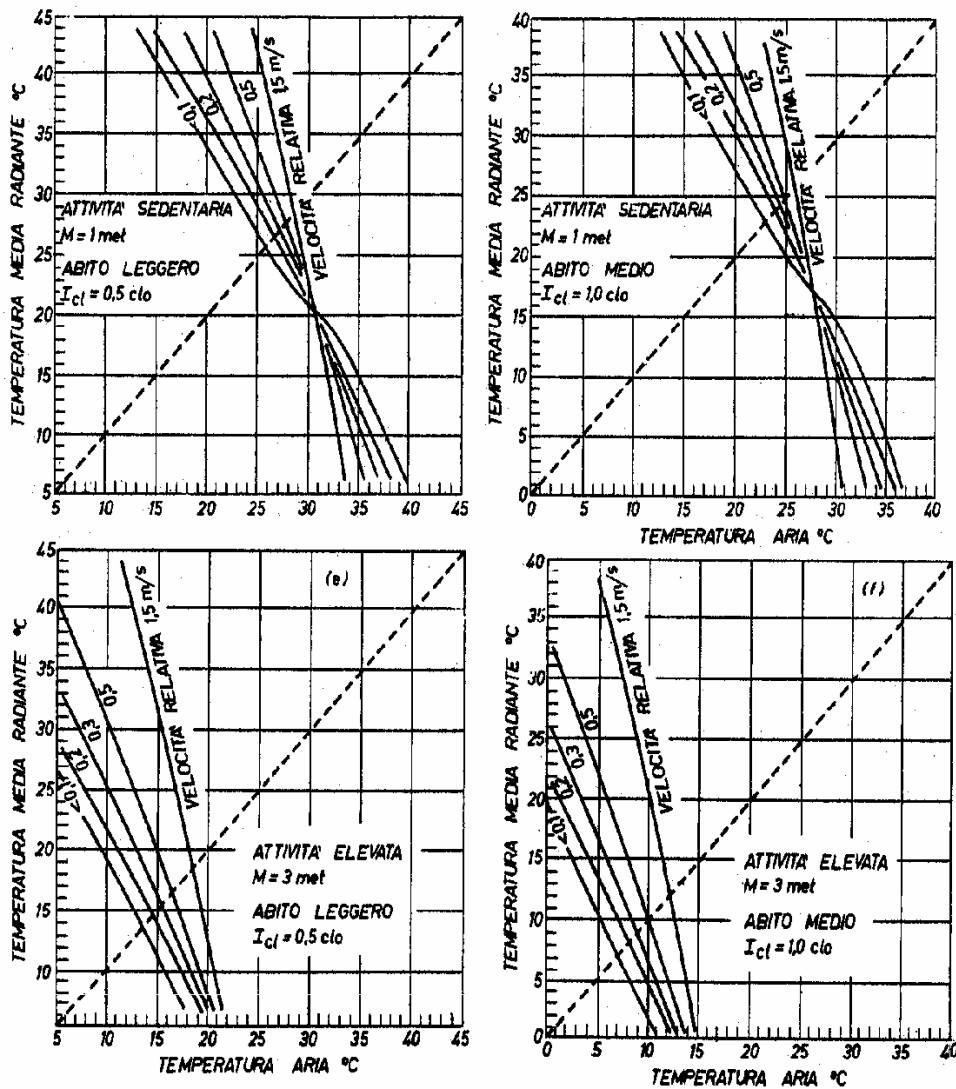 45
40
35
30
25
20
15
10
5
TEMPERATURA MEDIA RADIANTE °C
<0,1
0,2
0,5
VELOCITÀ RELATIVA 1,5 m/s
ATTIVITÀ SEDENTARIA
M = 1 met
ABITO LEGGERO
Icl = 0,5 clo
5 10 15 20 25 30 35 40 45
40
35
30
25
20
15
10
5
0
TEMPERATURA MEDIA RADIANTE °C
<0,1
0,2
0,5
VELOCITÀ RELATIVA 1,5 m/s
ATTIVITÀ SEDENTARIA
M = 1 met
ABITO MEDIO
Icl = 1,0 clo
0 5 10 15 20 25 30 35 40
TEMPERATURA ARIA °C
45
40
35
30
25
20
15
10
TEMPERATURA MEDIA RADIANTE °C
<0,1
0,2
0,3
0,5
VELOCITÀ RELATIVA 1,5 m/s
(e)
ATTIVITÀ ELEVATA
M = 3 met
ABITO LEGGERO
Icl = 0,5 clo
5 10 15 20 25 30 35 40 45
TEMPERATURA ARIA °C
40
35
30
25
20
15
10
5
0
TEMPERATURA MEDIA RADIANTE °C
<0,1
0,2
0,3
0,5
VELOCITÀ RELATIVA 1,5 m/s
(f)
ATTIVITÀ ELEVATA
M = 3 met
ABITO MEDIO
Icl = 1,0 clo
0 5 10 15 20 25 30 35 40
TEMPERATURA ARIA °C